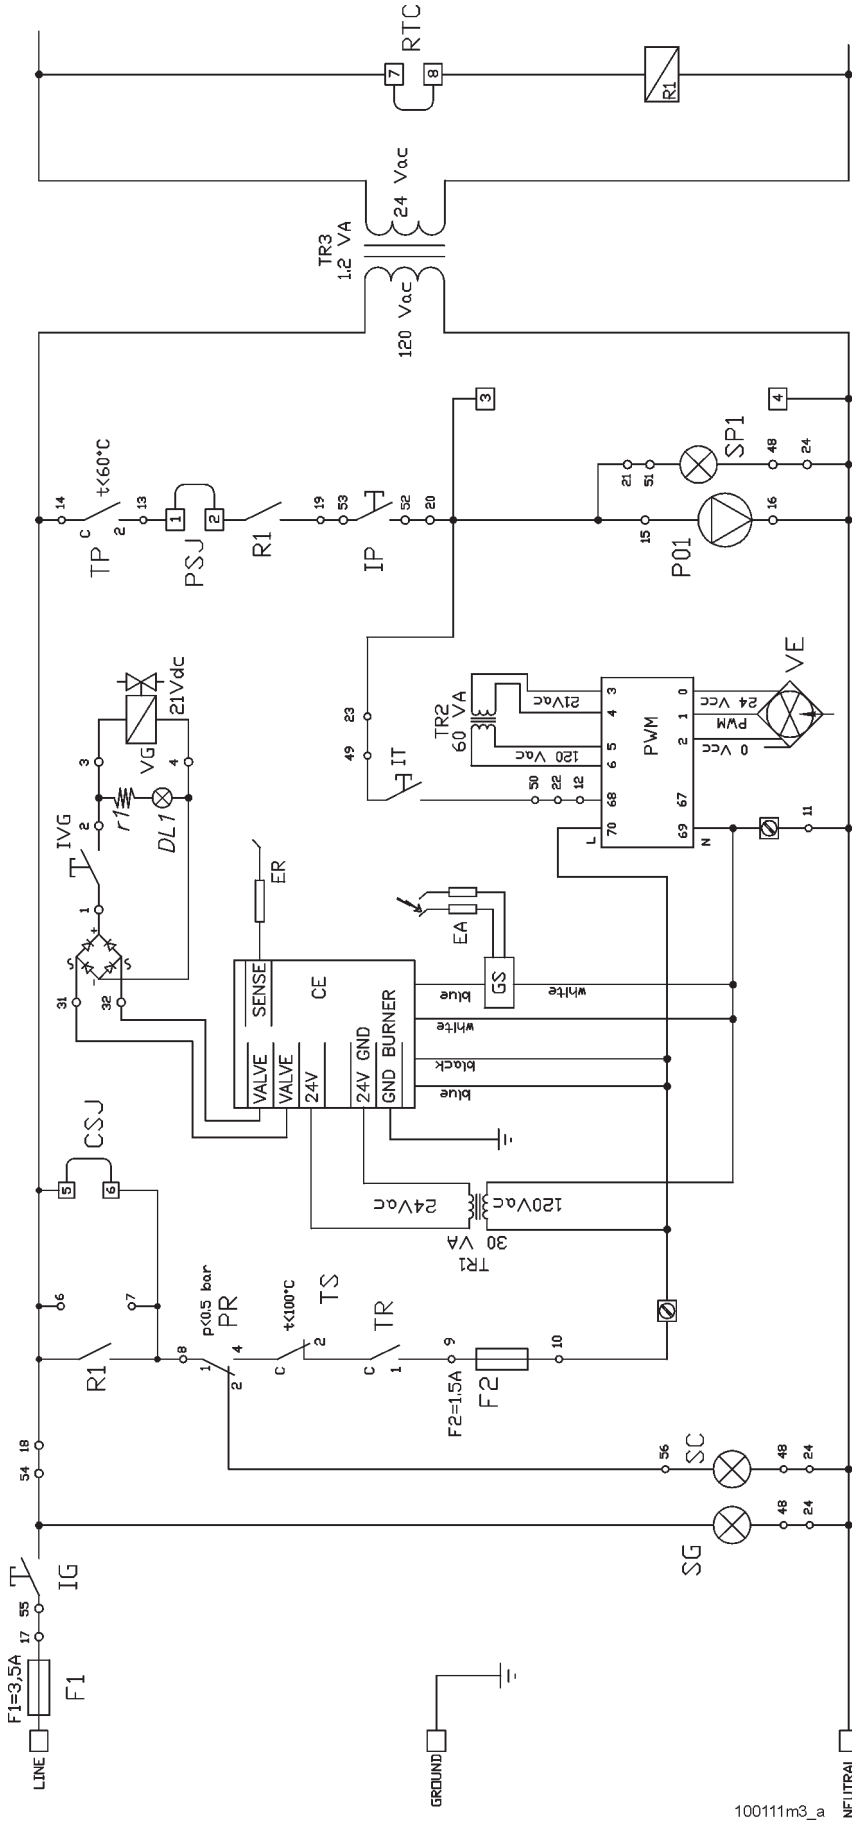 LINE
F1=3,5A
F1
17
55
IG
54
18
GROUND
NEUTRAL
100111m3_a
SG
48
24
SC
56
48
24
R1
6
7
CSJ
5
6
8
p<0.5 bar
PR
1
2
4
t<100°C
TS
C
2
TR
C
1
9
F2=1.5A
F2
10
TR1
30 VA
24Vac
120Vac
31
32
S
S
+
-
1
IVG
2
r1
DL1
3
VG
4
21Vdc
SENSE
CE
VALVE
VALVE
24V
24V GND
GND BURNER
ER
blue
black
white
blue
white
GS
EA
IT
49
23
50
22
12
TR2
60 VA
120 Vac
21Vac
L
N
70
68
6
5
4
3
PWM
69
67
2
1
0
0 Vcc
PWM
24 Vcc
VE
11
14
t<60°C
TP
C
2
13
PSJ
1
2
R1
19
53
IP
52
20
3
4
21
51
SP1
48
24
15
P01
16
TR3
1.2 VA
120 Vac
24 Vac
RTC
7
8
R1